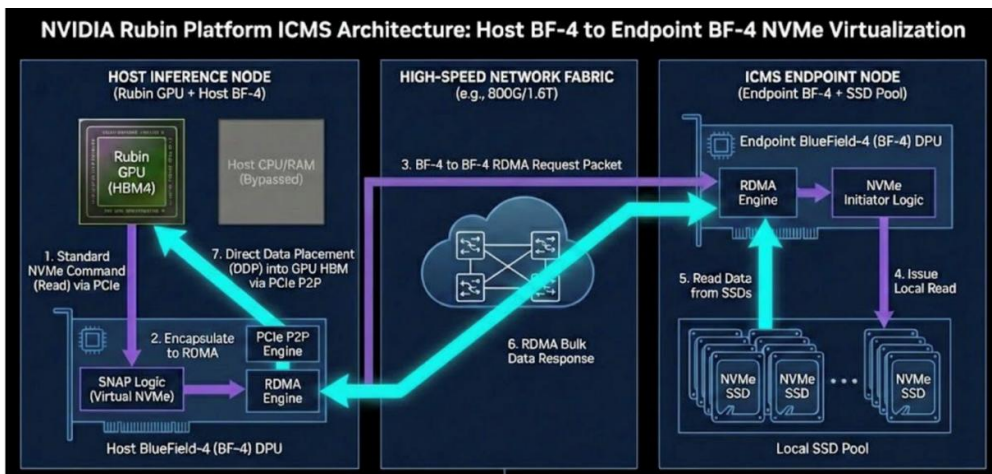 NVIDIA Rubin Platform ICMS Architecture: Host BF-4 to Endpoint BF-4 NVMe Virtualization
HOST INFERENCE NODE
(Rubin GPU + Host BF-4)
Rubin
GPU
(HBM4)
Host CPU/RAM
(Bypassed)
1. Standard
NVMe Command
(Read) via PCIe
7. Direct Data Placement
(DDP) into GPU HBM
via PCIe P2P
2. Encapsulate
to RDMA
PCIe P2P
Engine
SNAP Logic
(Virtual NVMe)
RDMA
Engine
Host BlueField-4 (BF-4) DPU
HIGH-SPEED NETWORK FABRIC
(e.g., 800G/1.6T)
3. BF-4 to BF-4 RDMA Request Packet
6. RDMA Bulk
Data Response
ICMS ENDPOINT NODE
(Endpoint BF-4 + SSD Pool)
Endpoint BlueField-4 (BF-4) DPU
RDMA
Engine
NVMe
Initiator Logic
5. Read Data
from SSDs
4. Issue
Local Read
NVMe
SSD
NVMe
SSD
NVMe
SSD
Local SSD Pool